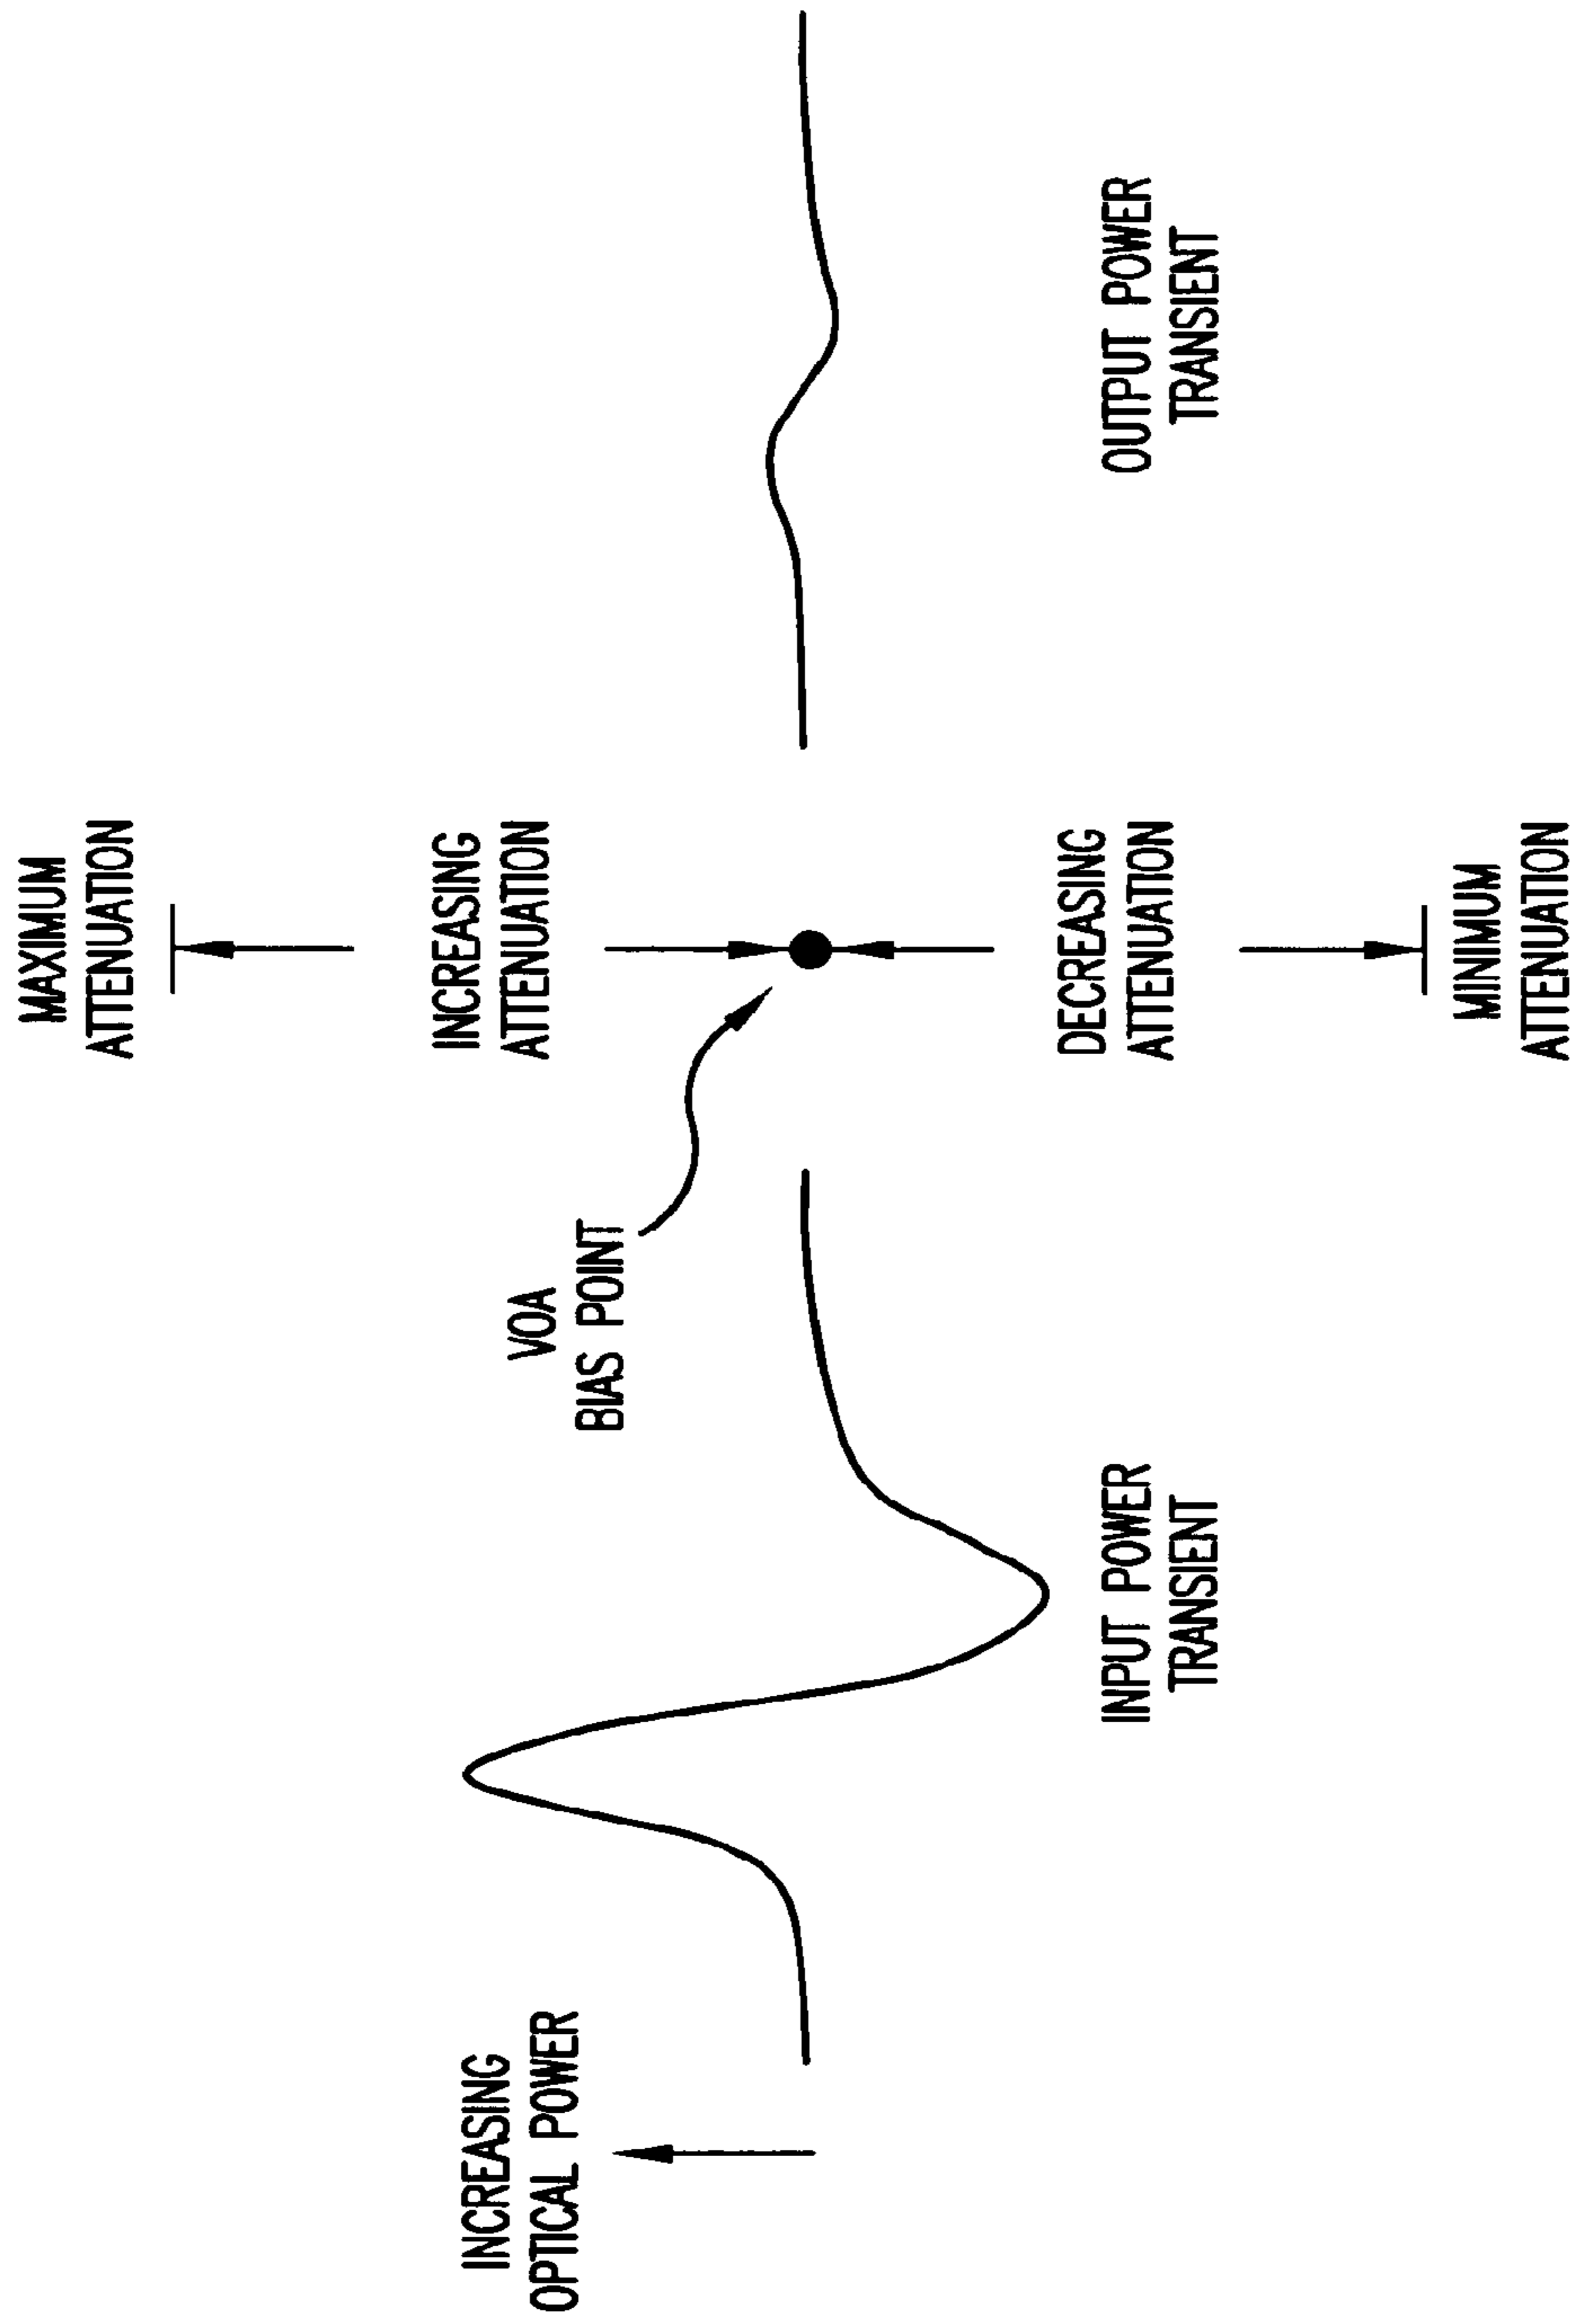 INCREASING
OPTICAL POWER
INPUT POWER
TRANSIENT
VOA
BIAS POINT
MAXIMUM
ATTENUATION
INCREASING
ATTENUATION
DECREASING
ATTENUATION
MINIMUM
ATTENUATION
OUTPUT POWER
TRANSIENT